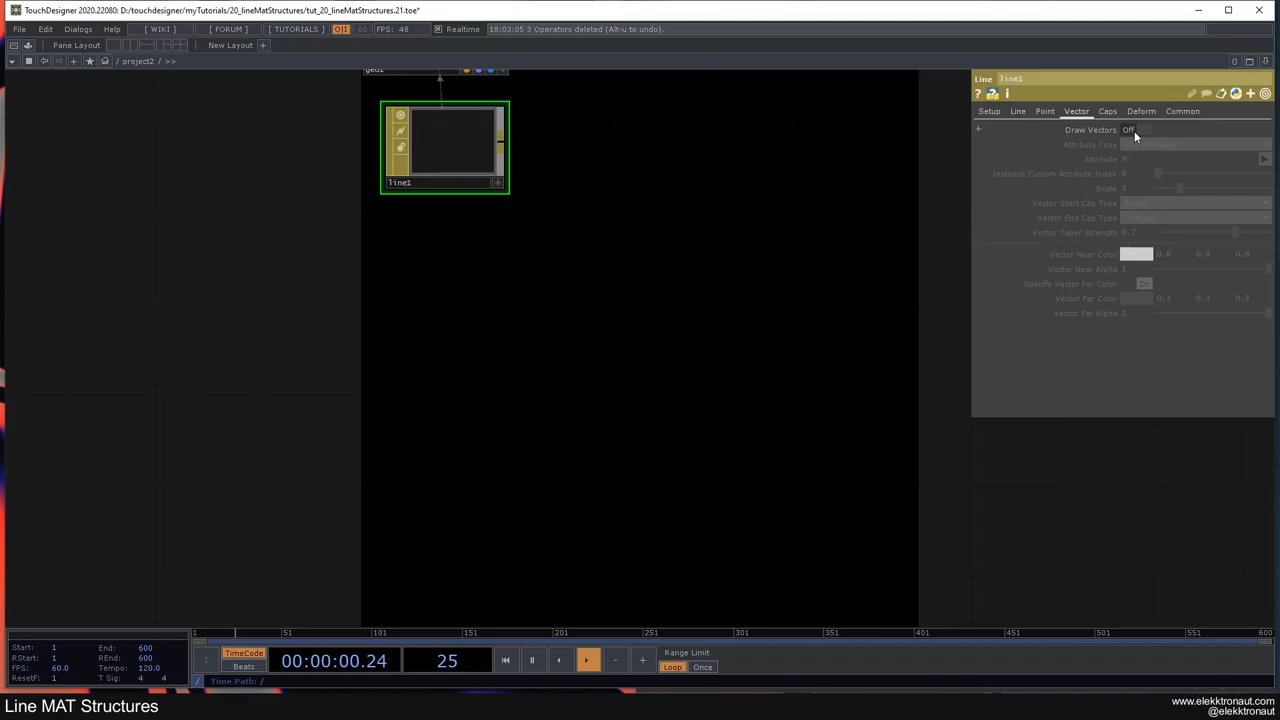 TouchDesigner 2020.22080: D:/touchdesigner/myTutorials/20_lineMatStructures/tut_20_lineMatStructures.21.toe*
File Edit Dialogs Help [ WIKI ] [ FORUM ] [ TUTORIALS ] O|I 60 FPS: 48 Realtime 18:03:05 3 Operators deleted (Alt-u to undo).
Pane Layout New Layout +
/ project2 / >> 0
geo1
line1
Line line1
? i
Setup Line Point Vector Caps Deform Common
+ Draw Vectors Off
Attribute Type
Attribute N
Instance Custom Attribute Index 0
Scale 1
Vector Start Cap Type
Vector End Cap Type
Vector Taper Strength 0.7
Vector Near Color 0.8 0.8 0.8
Vector Near Alpha 1
Specify Vector Far Color On
Vector Far Color 0.3 0.3 0.3
Vector Far Alpha 1
1 51 101 151 201 251 301 351 401 451 501 551 600
Start: 1 End: 600
RStart: 1 REnd: 600
FPS: 60.0 Tempo: 120.0
ResetF: 1 T Sig: 4 4
TimeCode
Beats
00:00:00.24
25
- +
Range Limit
Loop Once
/ Time Path: /
Line MAT Structures
www.elekktronaut.com
@elekktronaut